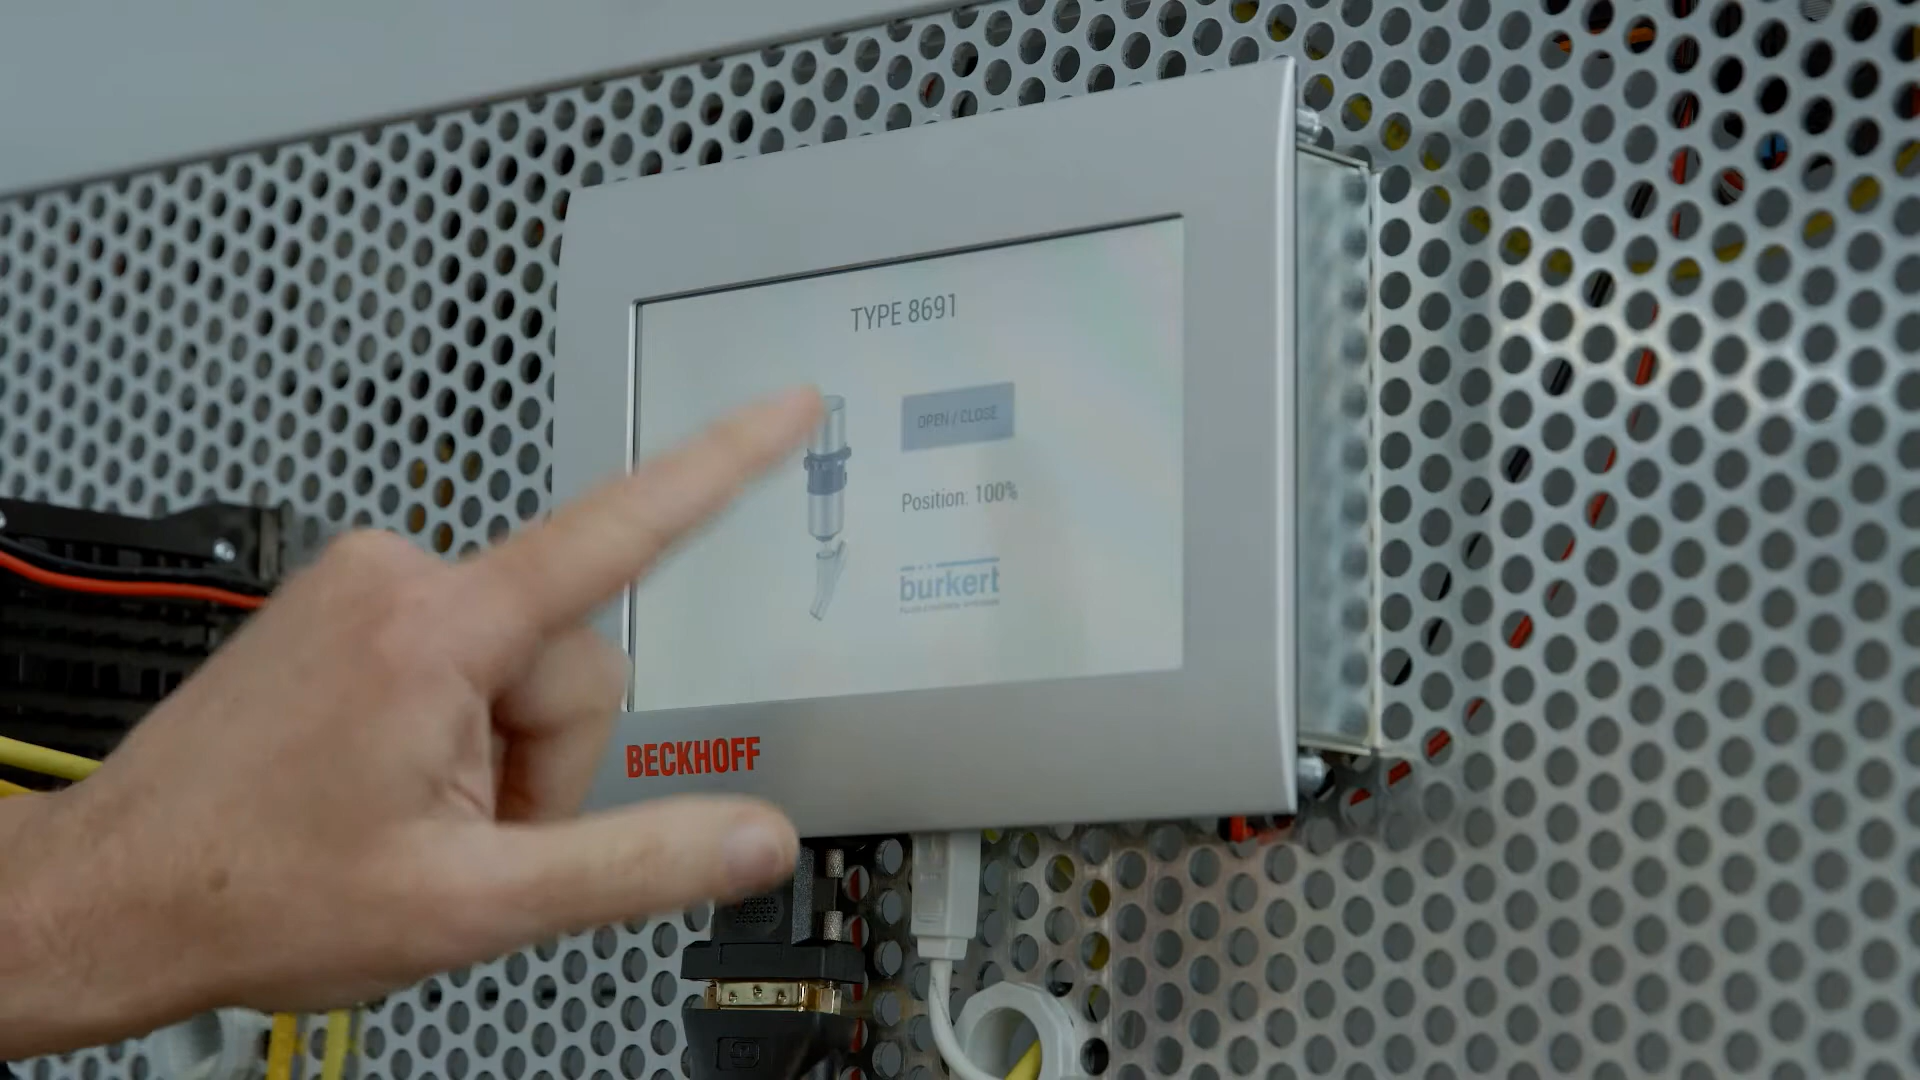 TYPE 8691
OPEN / CLOSE
Position: 100%
bürkert
BECKHOFF